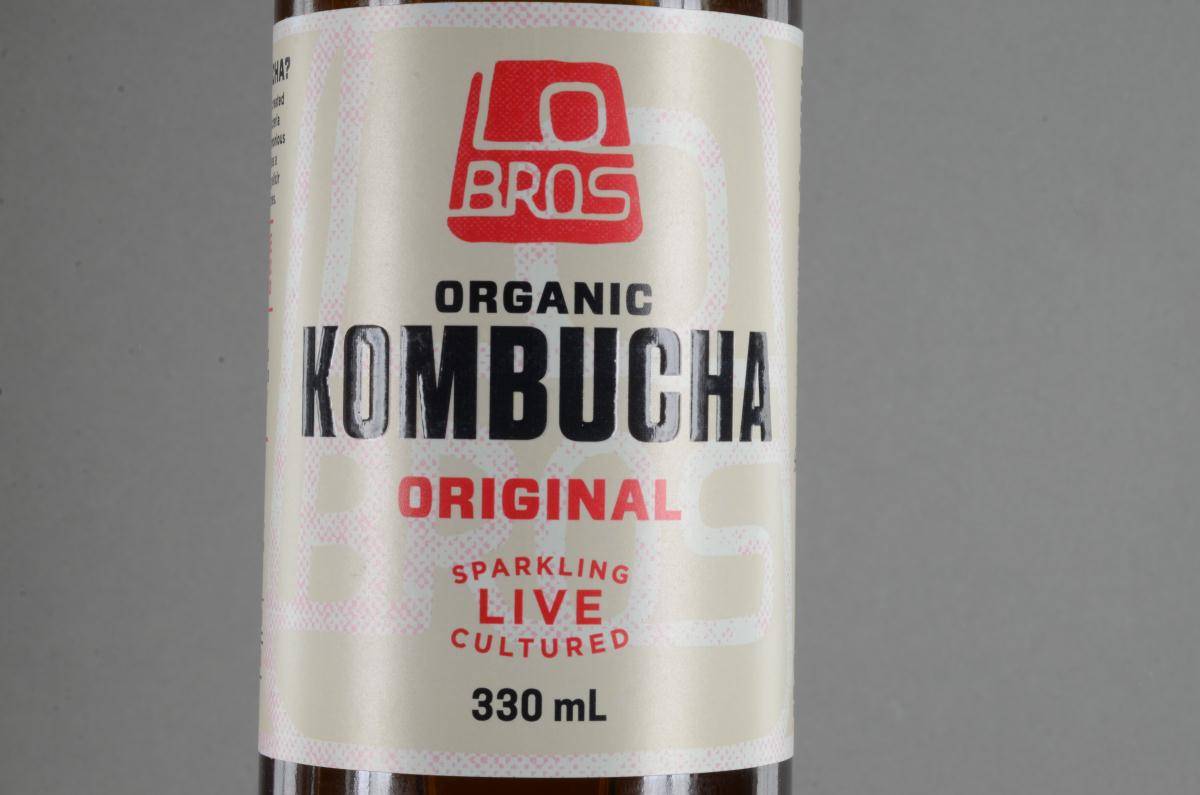 LO
BROS
ORGANIC
KOMBUCHA
ORIGINAL
SPARKLING
LIVE
CULTURED
330 mL